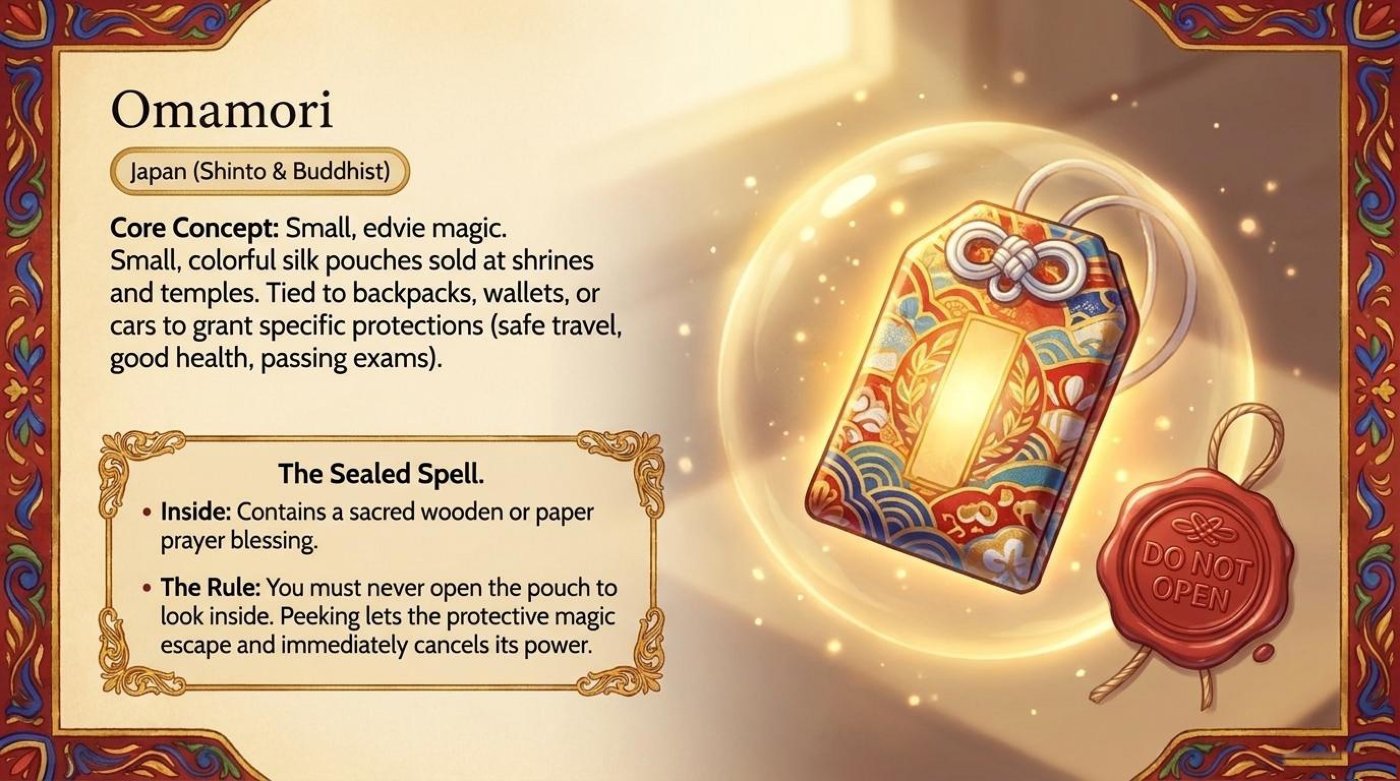 Omamori
Japan (Shinto & Buddhist)
Core Concept: Small, edvie magic.
Small, colorful silk pouches sold at shrines
and temples. Tied to backpacks, wallets, or
cars to grant specific protections (safe travel,
good health, passing exams).
The Sealed Spell.
• Inside: Contains a sacred wooden or paper
prayer blessing.
• The Rule: You must never open the pouch to
look inside. Peeking lets the protective magic
escape and immediately cancels its power.
DO NOT
OPEN